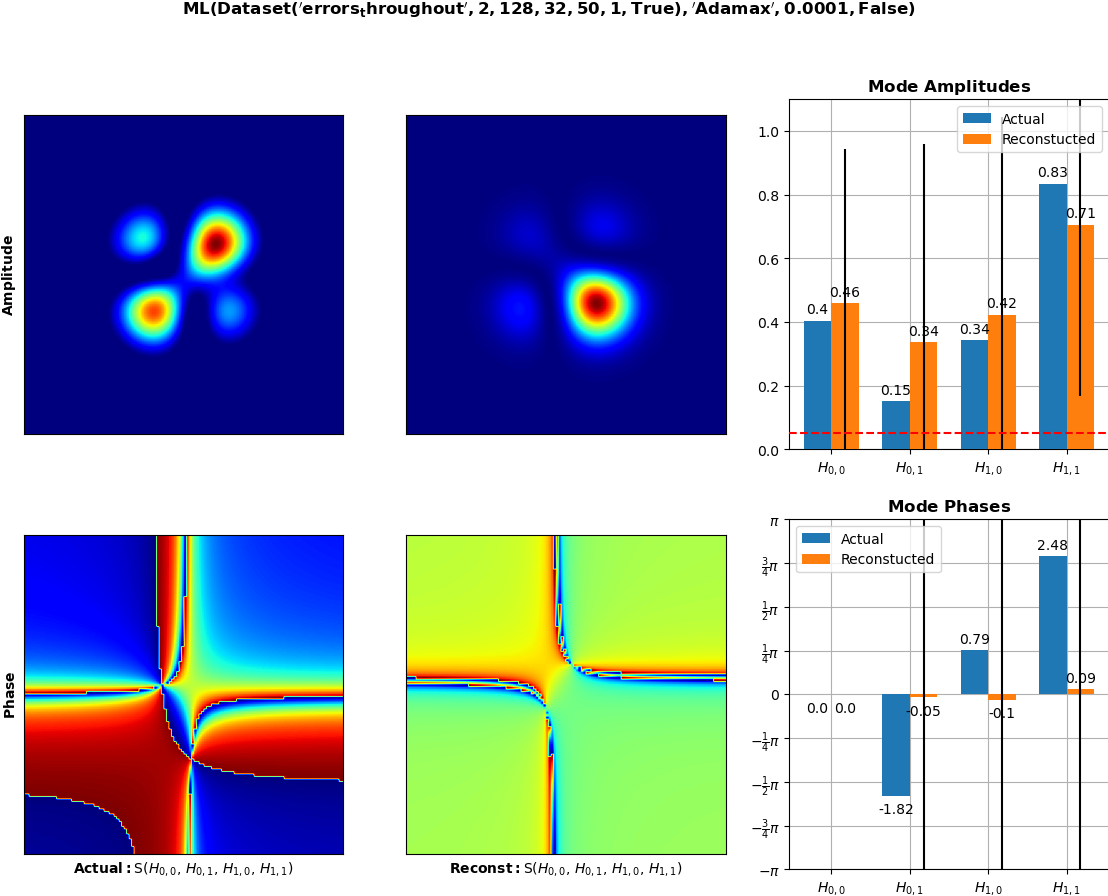 ML(Dataset('errors_throughout', 2, 128, 32, 50, 1, True), 'Adamax', 0.0001, False)
Amplitude
Mode Amplitudes
Actual
Reconstucted
1.0
0.8
0.6
0.4
0.2
0.0
0.4
0.46
0.15
0.34
0.34
0.42
0.83
0.71
H0,0
H0,1
H1,0
H1,1
Phase
Actual: S(H0,0, H0,1, H1,0, H1,1)
Reconst: S(H0,0, H0,1, H1,0, H1,1)
Mode Phases
Actual
Reconstucted
π
3/4π
1/2π
1/4π
0
−1/4π
−1/2π
−3/4π
−π
0.0
0.0
-1.82
-0.05
0.79
-0.1
2.48
0.09
H0,0
H0,1
H1,0
H1,1